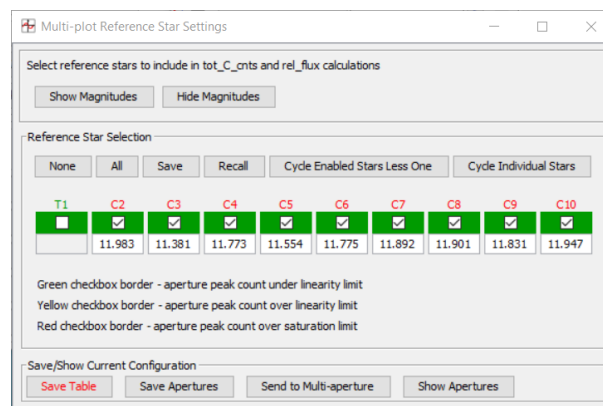 Multi-plot Reference Star Settings
Select reference stars to include in tot_C_cnts and rel_flux calculations
Show Magnitudes Hide Magnitudes
Reference Star Selection
None All Save Recall Cycle Enabled Stars Less One Cycle Individual Stars
T1 C2 C3 C4 C5 C6 C7 C8 C9 C10
11.983 11.381 11.773 11.554 11.775 11.892 11.901 11.831 11.947
Green checkbox border - aperture peak count under linearity limit
Yellow checkbox border - aperture peak count over linearity limit
Red checkbox border - aperture peak count over saturation limit
Save/Show Current Configuration
Save Table Save Apertures Send to Multi-aperture Show Apertures